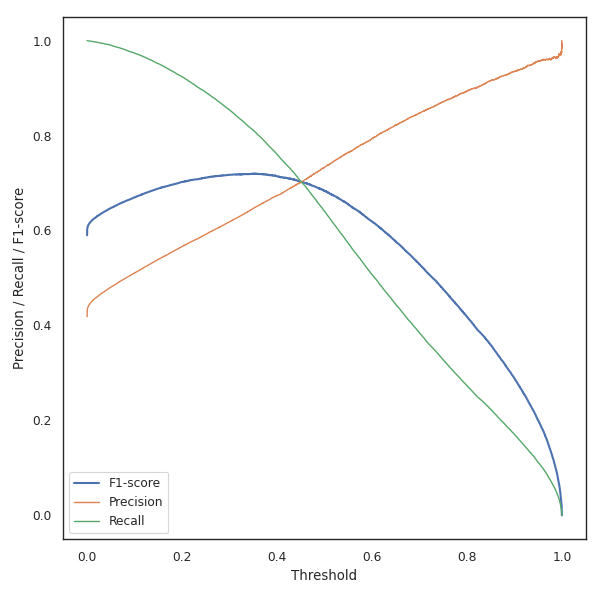 Precision / Recall / F1-score
1.0
0.8
0.6
0.4
0.2
0.0
F1-score
Precision
Recall
0.0 0.2 0.4 0.6 0.8 1.0
Threshold